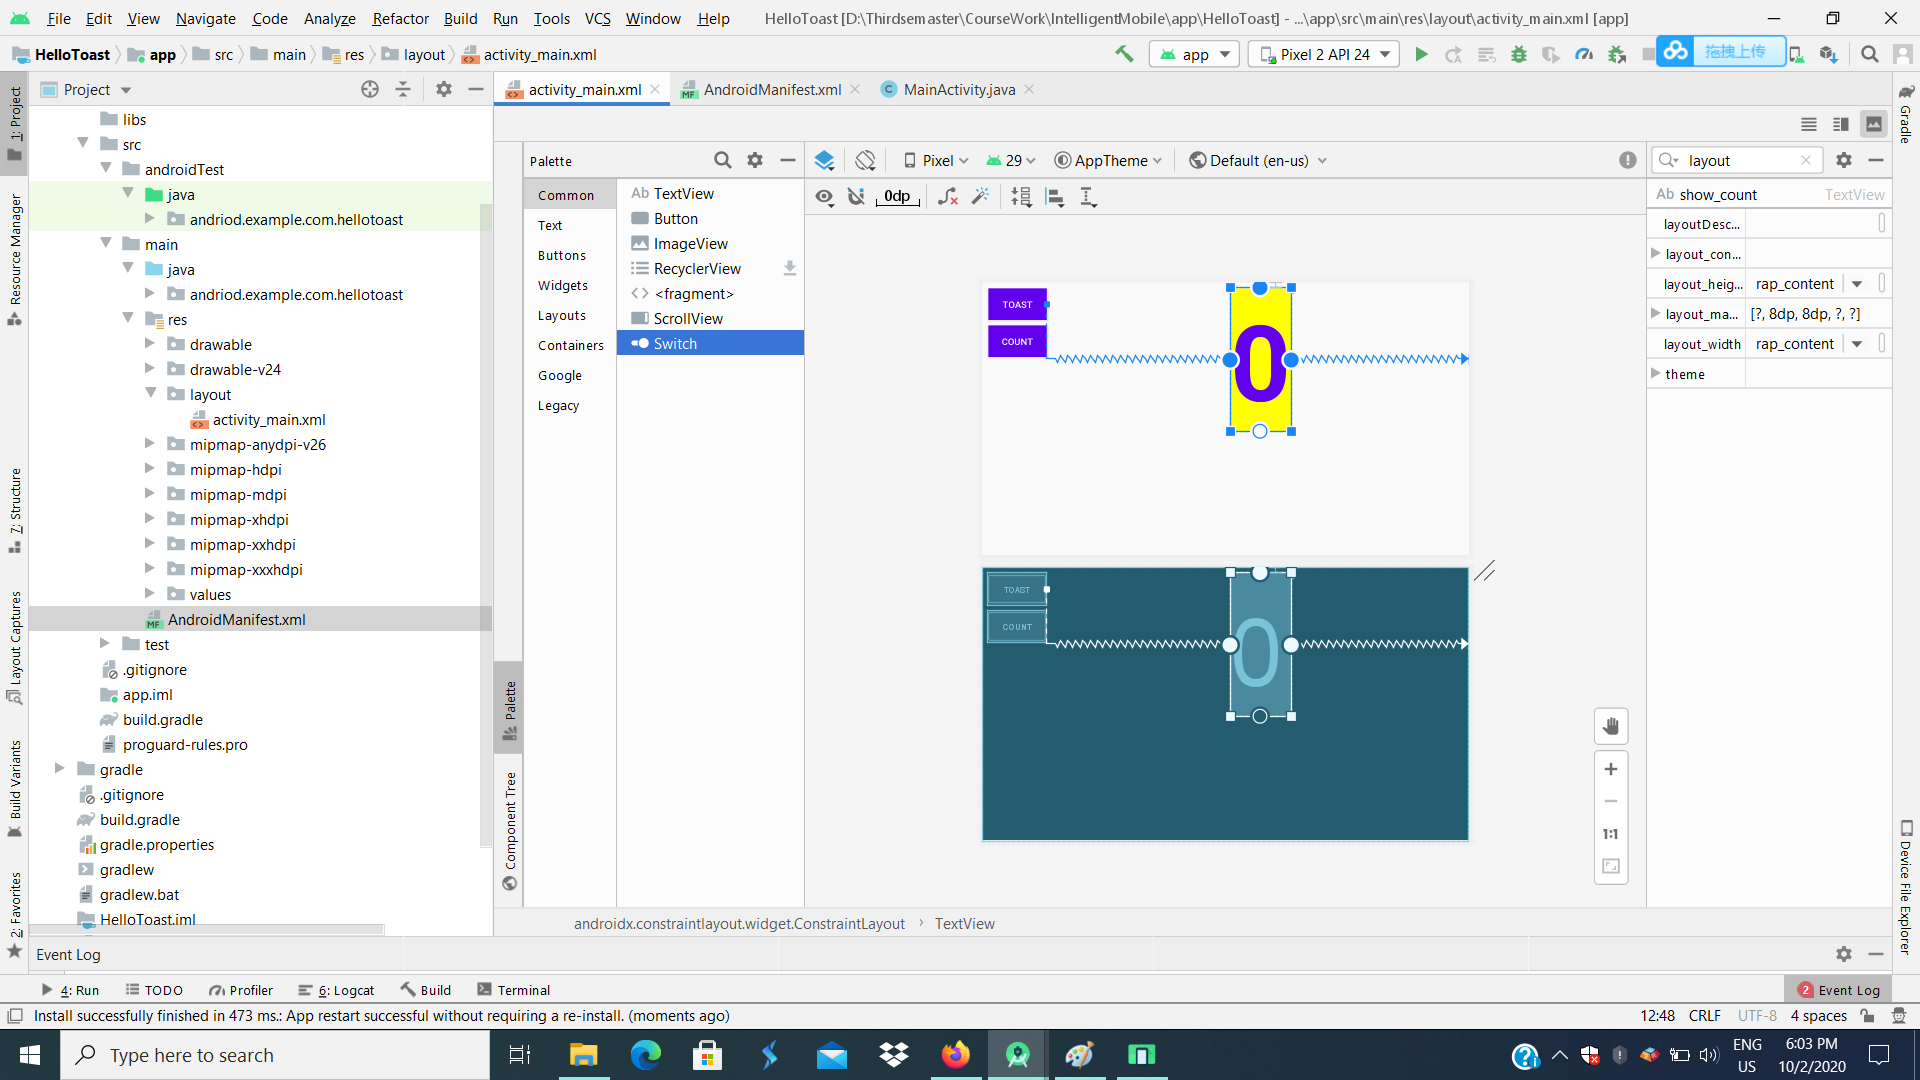 File Edit View Navigate Code Analyze Refactor Build Run Tools VCS Window Help HelloToast [D:\Thirdsemaster\CourseWork\IntelligentMobile\app\HelloToast] - ...\app\src\main\res\layout\activity_main.xml [app]
HelloToast app src main res layout activity_main.xml app Pixel 2 API 24 拖拽上传
Project activity_main.xml AndroidManifest.xml MainActivity.java
1: Project
Resource Manager
7: Structure
Layout Captures
Build Variants
2: Favorites
libs
src
androidTest
java
andriod.example.com.hellotoast
main
java
andriod.example.com.hellotoast
res
drawable
drawable-v24
layout
activity_main.xml
mipmap-anydpi-v26
mipmap-hdpi
mipmap-mdpi
mipmap-xhdpi
mipmap-xxhdpi
mipmap-xxxhdpi
values
AndroidManifest.xml
test
.gitignore
app.iml
build.gradle
proguard-rules.pro
gradle
.gitignore
build.gradle
gradle.properties
gradlew
gradlew.bat
HelloToast.iml
Palette
Component Tree
Palette
Common
Text
Buttons
Widgets
Layouts
Containers
Google
Legacy
Ab TextView
Button
ImageView
RecyclerView
<fragment>
ScrollView
Switch
Pixel 29 AppTheme Default (en-us)
0dp
TOAST
COUNT
0
TOAST
COUNT
0
1:1
layout
Ab show_count TextView
layoutDesc...
layout_con...
layout_heig... rap_content
layout_ma... [?, 8dp, 8dp, ?, ?]
layout_width rap_content
theme
Gradle
Device File Explorer
androidx.constraintlayout.widget.ConstraintLayout TextView
Event Log
4: Run TODO Profiler 6: Logcat Build Terminal 2 Event Log
Install successfully finished in 473 ms.: App restart successful without requiring a re-install. (moments ago) 12:48 CRLF UTF-8 4 spaces
Type here to search ENG US 6:03 PM 10/2/2020